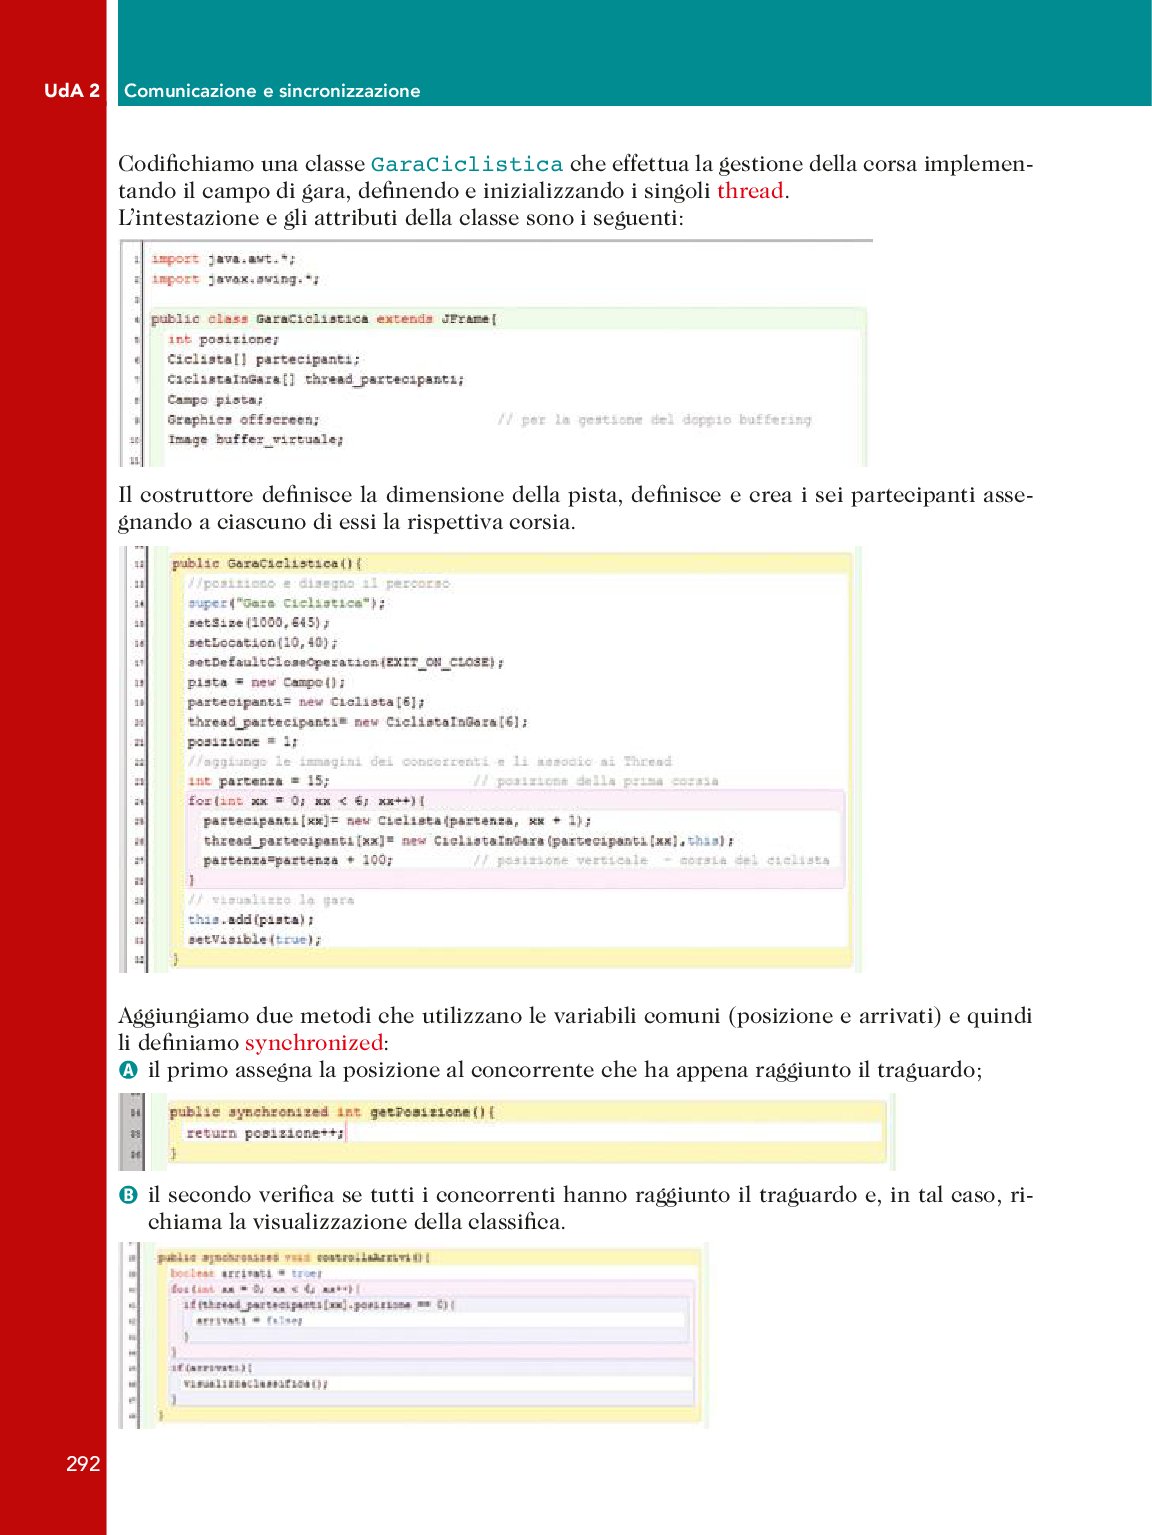 UdA 2 Comunicazione e sincronizzazione
Codifichiamo una classe GaraCiclistica che effettua la gestione della corsa implemen-
tando il campo di gara, definendo e inizializzando i singoli thread.
L’intestazione e gli attributi della classe sono i seguenti:
1 import java.awt.*;
2 import javax.swing.*;
3
4 public class GaraCiclistica extends JFrame{
5 int posizione;
6 Ciclista[] partecipanti;
7 CiclistaInGara[] thread_partecipanti;
8 Campo pista;
9 Graphics offscreen; // per la gestione del doppio buffering
10 Image buffer_virtuale;
11
Il costruttore definisce la dimensione della pista, definisce e crea i sei partecipanti asse-
gnando a ciascuno di essi la rispettiva corsia.
12 public GaraCiclistica(){
13 //posiziono e disegno il percorso
14 super("Gara Ciclistica");
15 setSize(1000,645);
16 setLocation(10,40);
17 setDefaultCloseOperation(EXIT_ON_CLOSE);
18 pista = new Campo();
19 partecipanti= new Ciclista[6];
20 thread_partecipanti= new CiclistaInGara[6];
21 posizione = 1;
22 //aggiungo le immagini dei concorrenti e li associo ai Thread
23 int partenza = 15; // posizione della prima corsia
24 for(int xx = 0; xx < 6; xx++){
25 partecipanti[xx]= new Ciclista(partenza, xx + 1);
26 thread_partecipanti[xx]= new CiclistaInGara(partecipanti[xx],this);
27 partenza=partenza + 100; // posizione verticale - corsia del ciclista
28 }
29 // visualizzo la gara
30 this.add(pista);
31 setVisible(true);
32 }
Aggiungiamo due metodi che utilizzano le variabili comuni (posizione e arrivati) e quindi
li definiamo synchronized:
A il primo assegna la posizione al concorrente che ha appena raggiunto il traguardo;
34 public synchronized int getPosizione(){
35 return posizione++;
36 }
B il secondo verifica se tutti i concorrenti hanno raggiunto il traguardo e, in tal caso, ri-
chiama la visualizzazione della classifica.
38 public synchronized void controllaArrivi(){
39 boolean arrivati = true;
40 for(int xx = 0; xx < 6; xx++){
41 if(thread_partecipanti[xx].posizione == 0){
42 arrivati = false;
43 }
44 }
45 if(arrivati){
46 visualizzaClassifica();
47 }
48 }
292